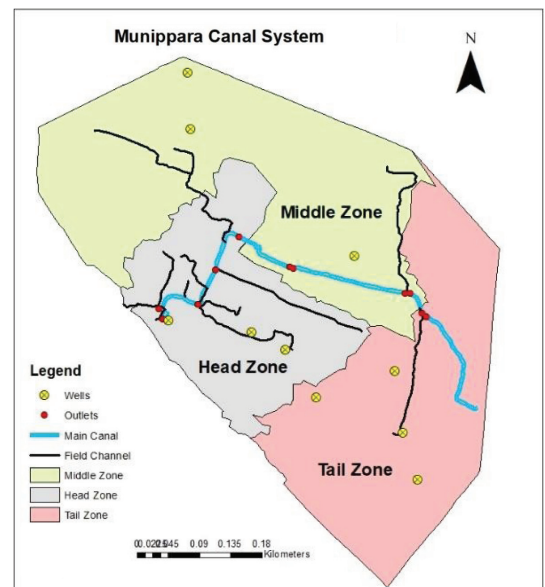 Munippara Canal System
N
Middle Zone
Head Zone
Tail Zone
Legend
Wells
Outlets
Main Canal
Field Channel
Middle Zone
Head Zone
Tail Zone
0.09 0.135 0.18
Kilometers